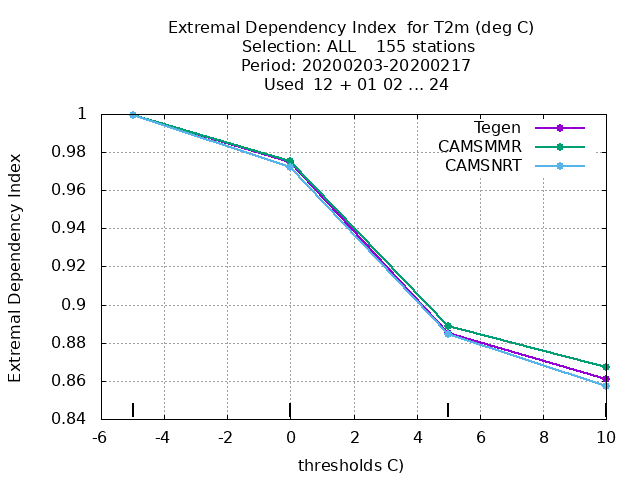 Extremal Dependency Index  for T2m (deg C)
Selection: ALL    155 stations
Period: 20200203-20200217
Used  12 + 01 02 ... 24
Extremal Dependency Index
1
0.98
0.96
0.94
0.92
0.9
0.88
0.86
0.84
Tegen
CAMSMMR
CAMSNRT
-6 -4 -2 0 2 4 6 8 10
thresholds C)